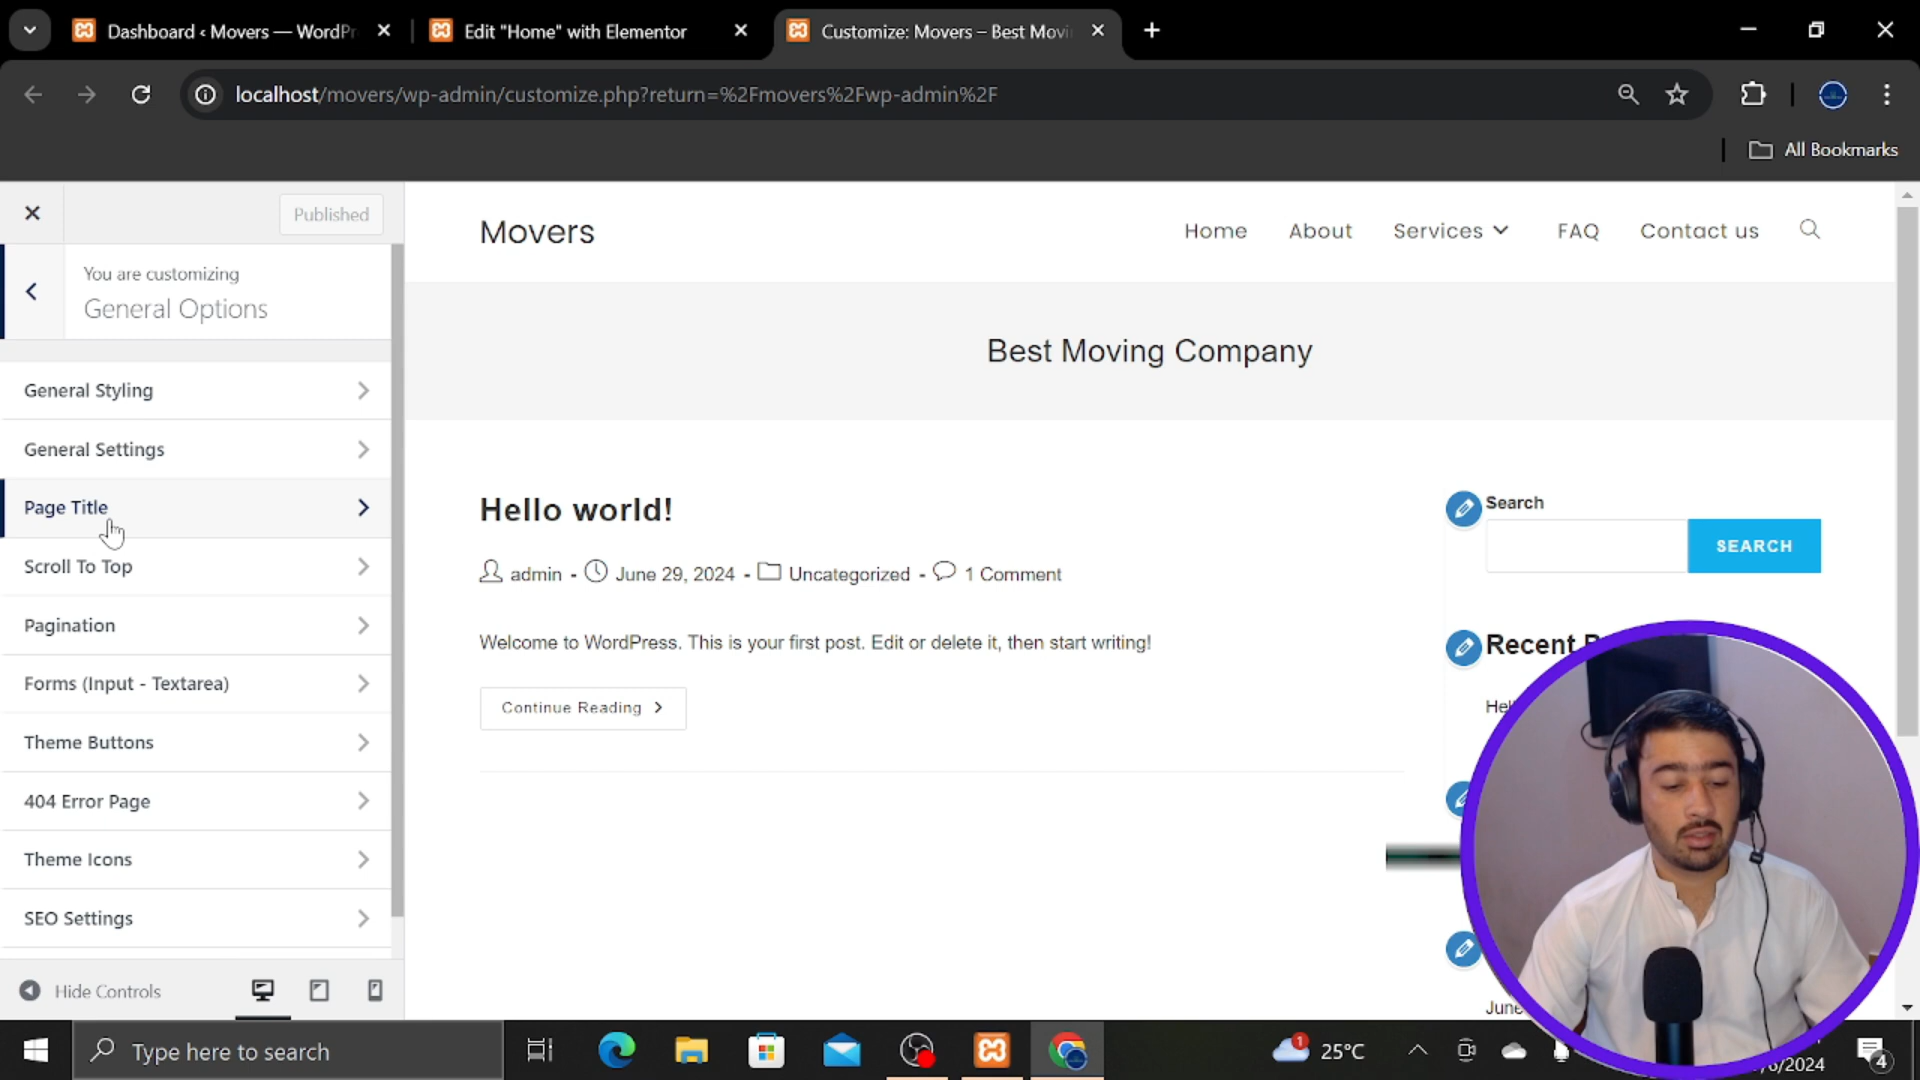 Dashboard ‹ Movers — WordPr
Edit "Home" with Elementor
Customize: Movers – Best Movi
localhost/movers/wp-admin/customize.php?return=%2Fmovers%2Fwp-admin%2F
All Bookmarks
Published
You are customizing
General Options
General Styling
General Settings
Page Title
Scroll To Top
Pagination
Forms (Input - Textarea)
Theme Buttons
404 Error Page
Theme Icons
SEO Settings
Hide Controls
Movers
Home
About
Services
FAQ
Contact us
Best Moving Company
Hello world!
admin - June 29, 2024 - Uncategorized - 1 Comment
Welcome to WordPress. This is your first post. Edit or delete it, then start writing!
Continue Reading
Search
SEARCH
Recent
June
Type here to search
1
25°C
/6/2024
4